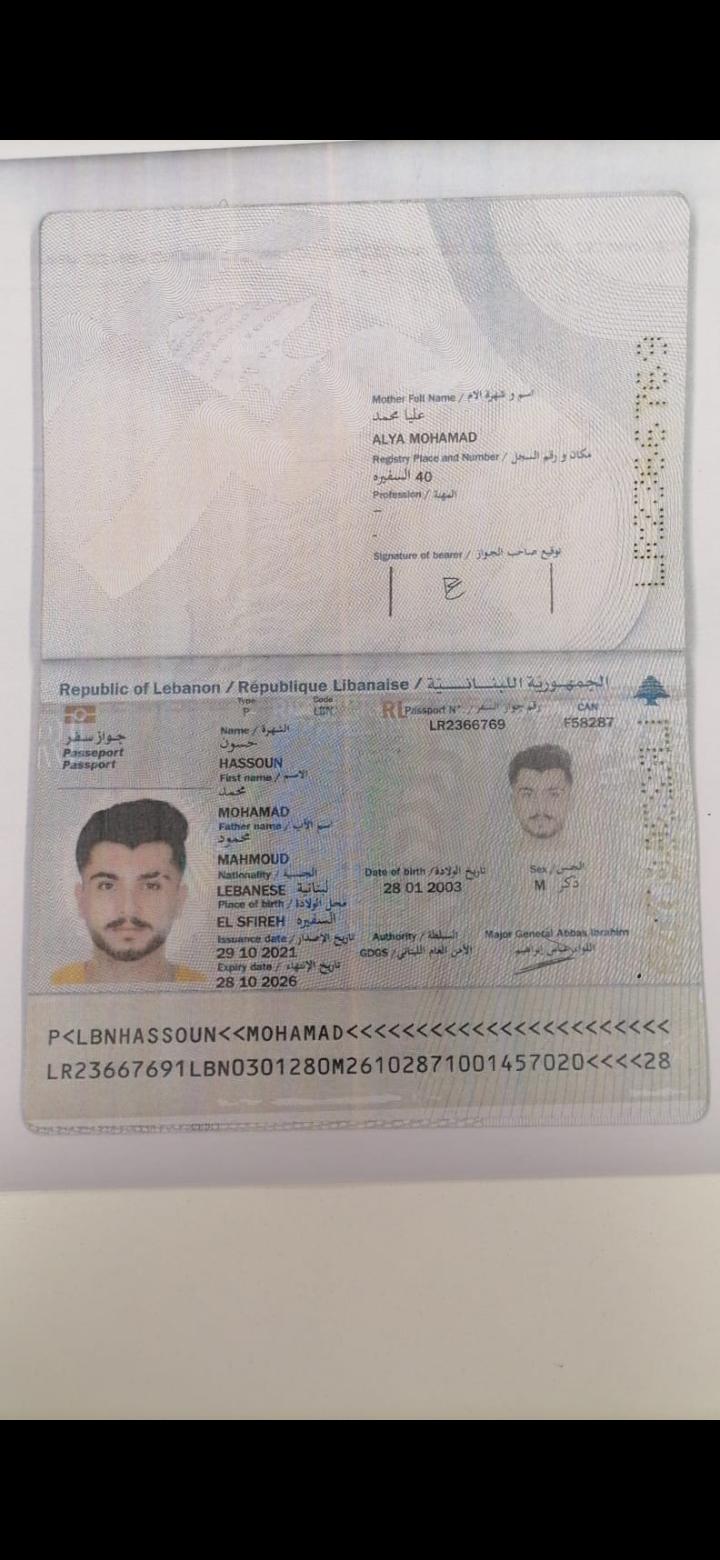 Mother Full Name / اسم و شهرة الأم
عليا محمد
ALYA MOHAMAD
Registry Place and Number / مكان و رقم السجل
40 السفيره
Profession / المهنة
–
-
Signature of bearer / توقيع صاحب الجواز
Republic of Lebanon / République Libanaise / الجمهورية اللبنانية
جواز سفر
Passeport
Passport
Type
P
Code
LBN
RL
Passport N° / رقم جواز السفر
LR2366769
CAN
F58287
Name / الشهرة
حسون
HASSOUN
First name / الاسم
محمد
MOHAMAD
Father name / اسم الأب
محمود
MAHMOUD
Nationality / الجنسية
LEBANESE لبنانية
Date of birth / تاريخ الولادة
28 01 2003
Sex / الجنس
M ذكر
Place of birth / محل الولادة
EL SFIREH السفيره
Issuance date / تاريخ الإصدار
29 10 2021
Authority / السلطة
GDGS / الأمن العام اللبناني
Major General Abbas Ibrahim
اللواء عباس إبراهيم
Expiry date / تاريخ الإنتهاء
28 10 2026
P<LBNHASSOUN<<MOHAMAD<<<<<<<<<<<<<<<<<<<<<<<
LR23667691LBN0301280M26102871001457020<<<<28